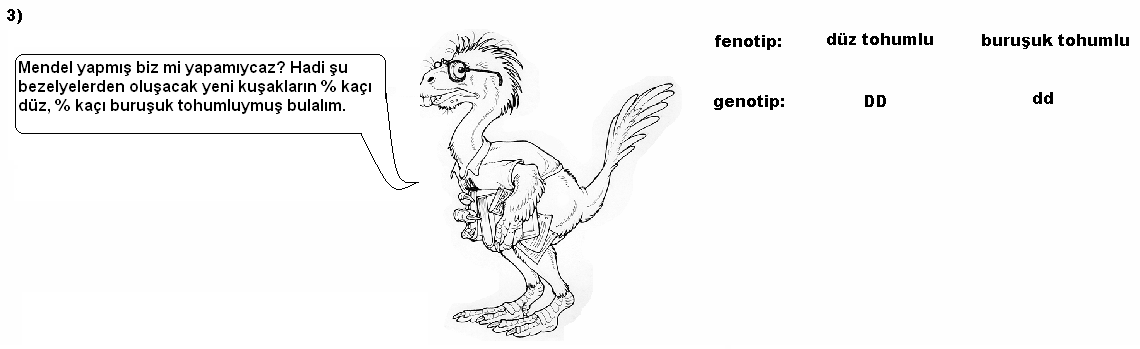 3)
Mendel yapmış biz mi yapamıycaz? Hadi şu
bezelyelerden oluşacak yeni kuşakların % kaçı
düz, % kaçı buruşuk tohumluymuş bulalım.
fenotip: düz tohumlu buruşuk tohumlu
genotip: DD dd